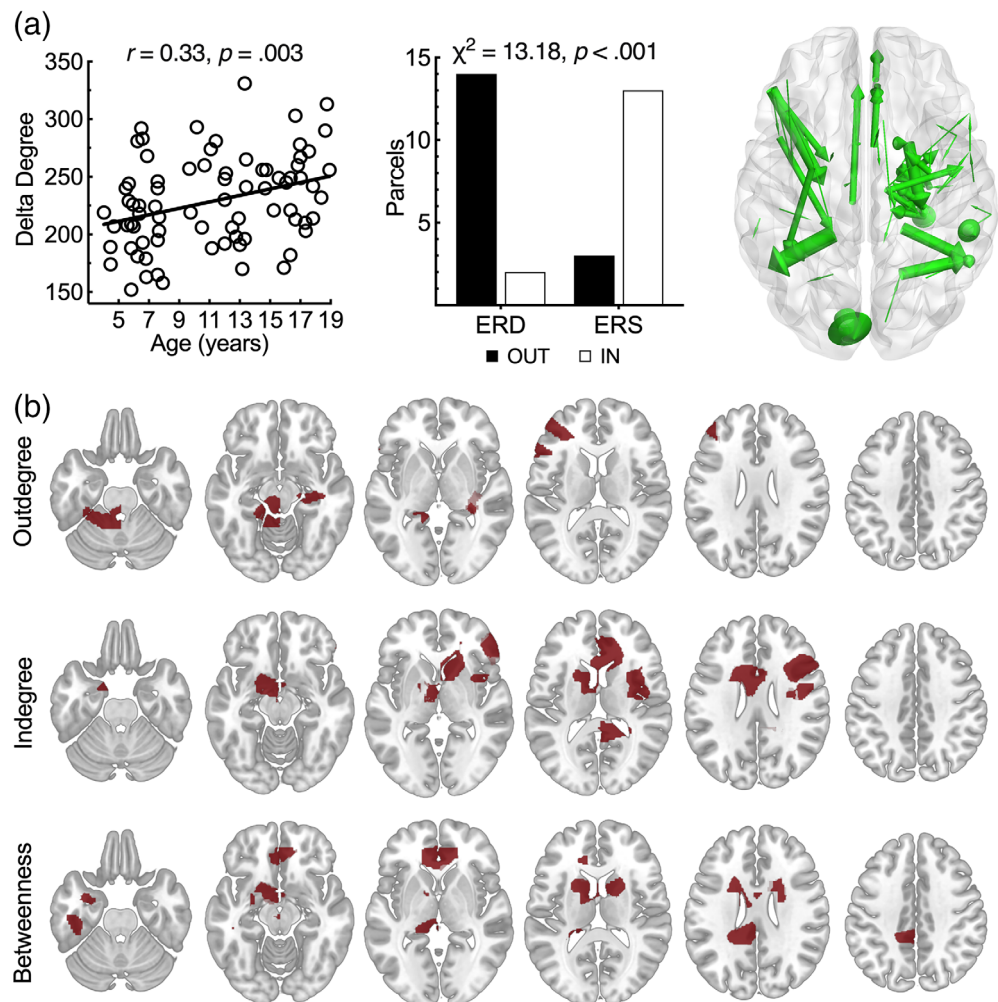 (a)
r = 0.33, p = .003
350
300
250
200
150
Delta Degree
5 7 9 11 13 15 17 19
Age (years)
χ² = 13.18, p < .001
15
10
5
0
Parcels
ERD ERS
OUT IN
(b)
Outdegree
Indegree
Betweenness